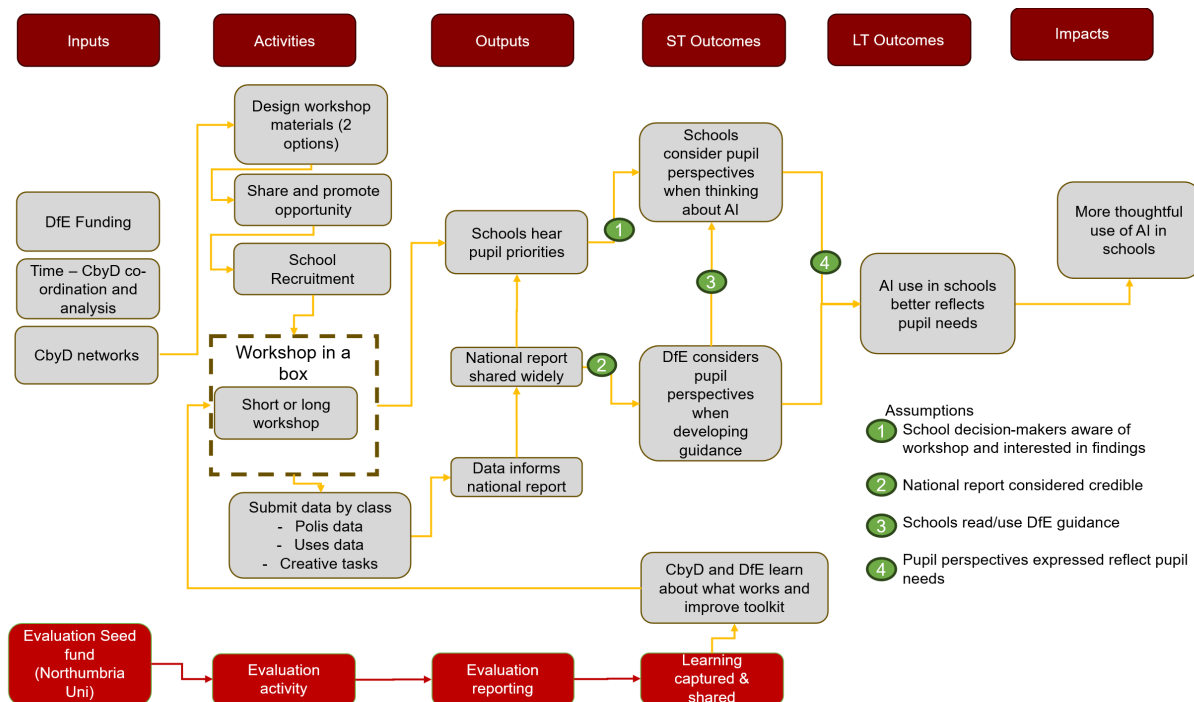 Inputs
Activities
Outputs
ST Outcomes
LT Outcomes
Impacts
DfE Funding
Time – CbyD co-
ordination and
analysis
CbyD networks
Design workshop
materials (2
options)
Share and promote
opportunity
School
Recruitment
Workshop in a
box
Short or long
workshop
Submit data by class
- Polis data
- Uses data
- Creative tasks
Schools hear
pupil priorities
National report
shared widely
Data informs
national report
Schools
consider pupil
perspectives
when thinking
about AI
DfE considers
pupil
perspectives
when
developing
guidance
CbyD and DfE learn
about what works and
improve toolkit
AI use in schools
better reflects
pupil needs
More thoughtful
use of AI in
schools
1
2
3
4
Assumptions
1 School decision-makers aware of
workshop and interested in findings
2 National report considered credible
3 Schools read/use DfE guidance
4 Pupil perspectives expressed reflect pupil
needs
Evaluation Seed
fund
(Northumbria
Uni)
Evaluation
activity
Evaluation
reporting
Learning
captured &
shared